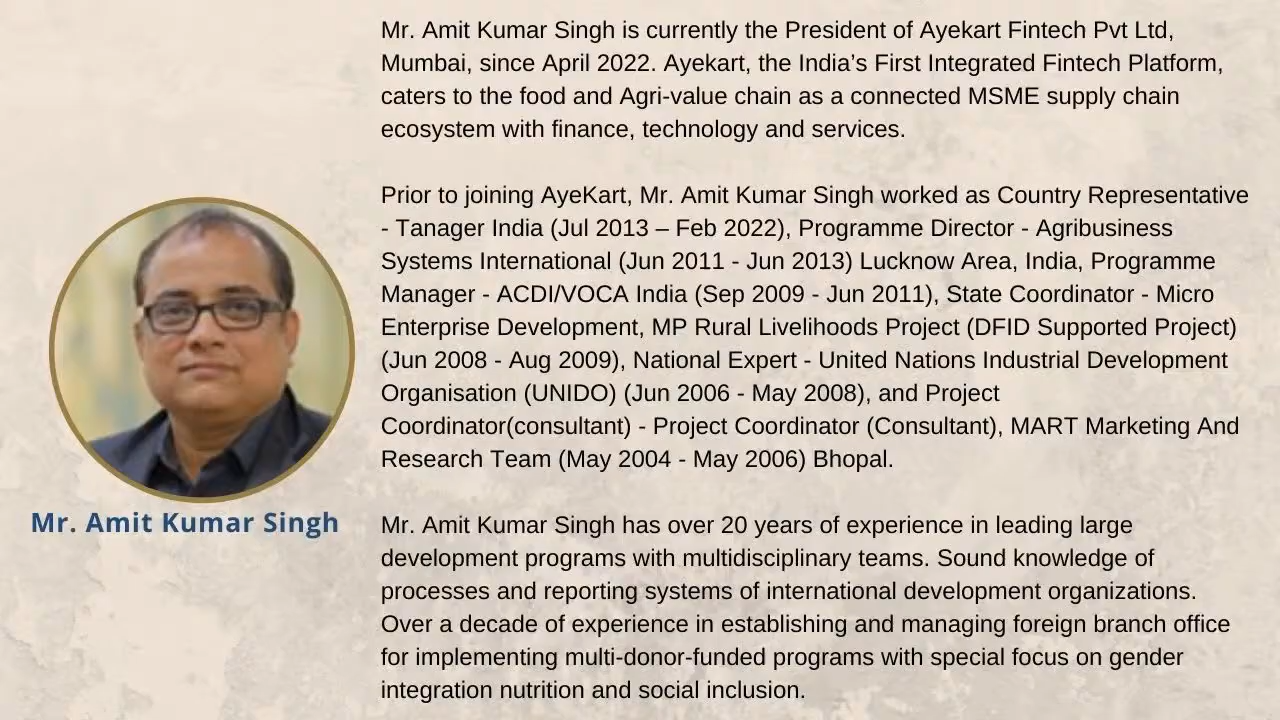 Mr. Amit Kumar Singh is currently the President of Ayekart Fintech Pvt Ltd,
Mumbai, since April 2022. Ayekart, the India’s First Integrated Fintech Platform,
caters to the food and Agri-value chain as a connected MSME supply chain
ecosystem with finance, technology and services.
Prior to joining AyeKart, Mr. Amit Kumar Singh worked as Country Representative
- Tanager India (Jul 2013 – Feb 2022), Programme Director - Agribusiness
Systems International (Jun 2011 - Jun 2013) Lucknow Area, India, Programme
Manager - ACDI/VOCA India (Sep 2009 - Jun 2011), State Coordinator - Micro
Enterprise Development, MP Rural Livelihoods Project (DFID Supported Project)
(Jun 2008 - Aug 2009), National Expert - United Nations Industrial Development
Organisation (UNIDO) (Jun 2006 - May 2008), and Project
Coordinator(consultant) - Project Coordinator (Consultant), MART Marketing And
Research Team (May 2004 - May 2006) Bhopal.
Mr. Amit Kumar Singh has over 20 years of experience in leading large
development programs with multidisciplinary teams. Sound knowledge of
processes and reporting systems of international development organizations.
Over a decade of experience in establishing and managing foreign branch office
for implementing multi-donor-funded programs with special focus on gender
integration nutrition and social inclusion.
Mr. Amit Kumar Singh